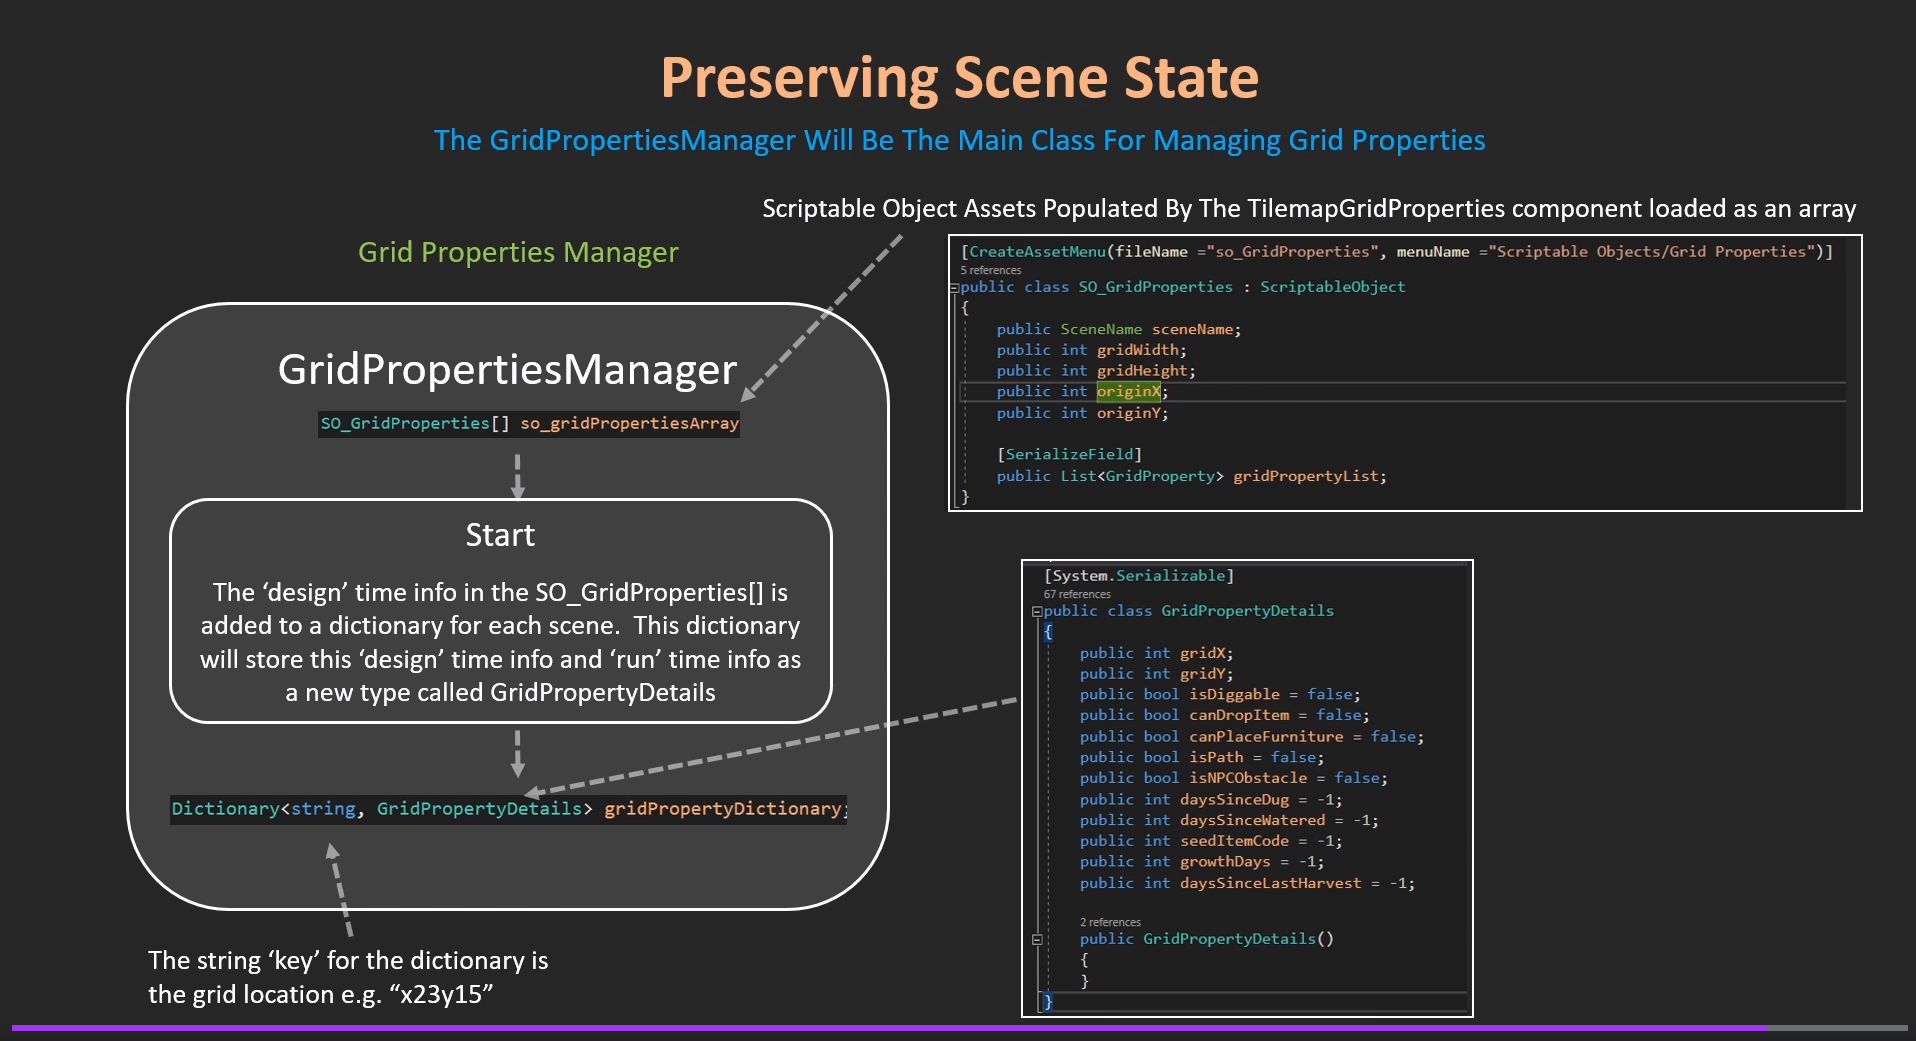 Preserving Scene State
The GridPropertiesManager Will Be The Main Class For Managing Grid Properties
Scriptable Object Assets Populated By The TilemapGridProperties component loaded as an array
Grid Properties Manager
GridPropertiesManager
SO_GridProperties[] so_gridPropertiesArray
Start
The ‘design’ time info in the SO_GridProperties[] is
added to a dictionary for each scene.  This dictionary
will store this ‘design’ time info and ‘run’ time info as
a new type called GridPropertyDetails
Dictionary<string, GridPropertyDetails> gridPropertyDictionary;
The string ‘key’ for the dictionary is
the grid location e.g. “x23y15”
[CreateAssetMenu(fileName ="so_GridProperties", menuName ="Scriptable Objects/Grid Properties")]
5 references
public class SO_GridProperties : ScriptableObject
{
public SceneName sceneName;
public int gridWidth;
public int gridHeight;
public int originX;
public int originY;
[SerializeField]
public List<GridProperty> gridPropertyList;
}
[System.Serializable]
67 references
public class GridPropertyDetails
{
public int gridX;
public int gridY;
public bool isDiggable = false;
public bool canDropItem = false;
public bool canPlaceFurniture = false;
public bool isPath = false;
public bool isNPCObstacle = false;
public int daysSinceDug = -1;
public int daysSinceWatered = -1;
public int seedItemCode = -1;
public int growthDays = -1;
public int daysSinceLastHarvest = -1;
2 references
public GridPropertyDetails()
{
}
}